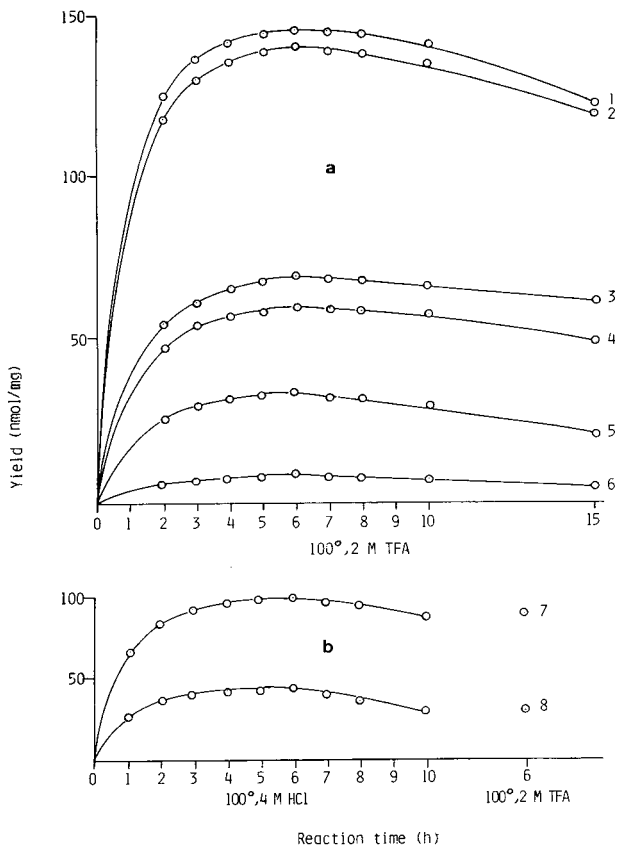 150
100
50
Yield (nmol/mg)
a
1
2
3
4
5
6
0 1 2 3 4 5 6 7 8 9 10 15
100°,2 M TFA
100
50
b
7
8
0 1 2 3 4 5 6 7 8 9 10 6
100°,4 M HCl 100°,2 M TFA
Reaction time (h)